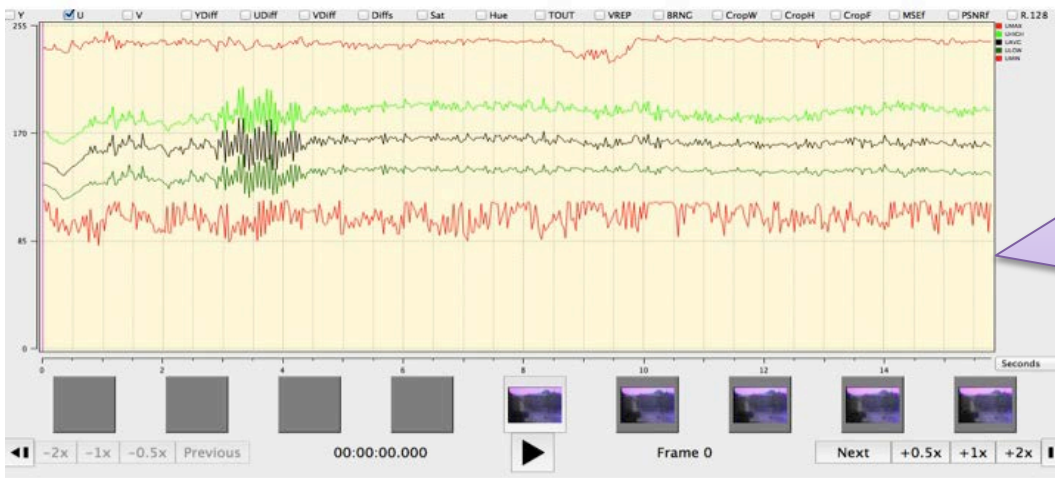 Y U V YDiff UDiff VDiff Diffs Sat Hue TOUT VREP BRNG CropW CropH CropF MSEf PSNRf R.128
255
UMAX
UHIGH
UAVG
ULOW
UMIN
170
85
0
0 2 4 6 8 10 12 14
Seconds
-2x -1x -0.5x Previous 00:00:00.000 Frame 0 Next +0.5x +1x +2x